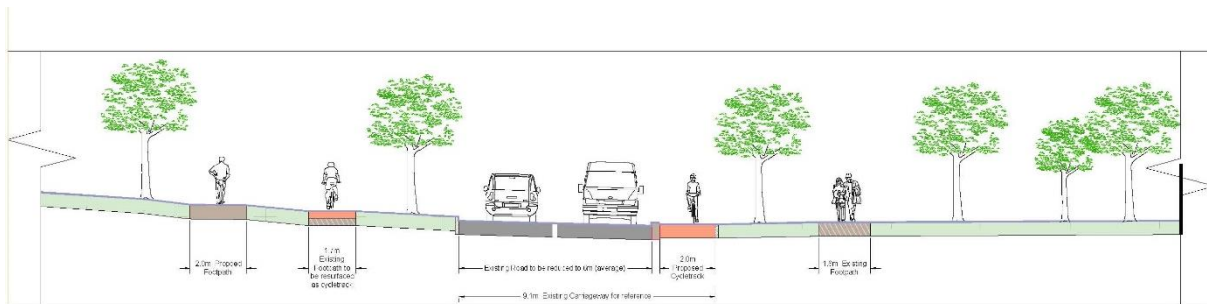 2.0m Proposed
Footpath
1.7m
Existing
Footpath to
be resurfaced
as cycletrack
Existing Road to be reduced to 6m (average)
2.0m
Proposed
Cycletrack
1.8m Existing
Footpath
9.1m Existing Carriageway for reference